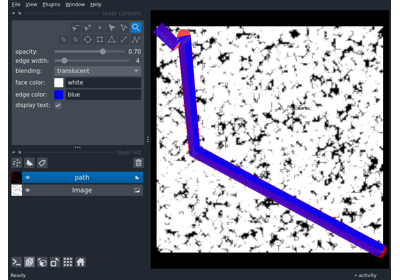 File View Plugins Window Help
layer controls
opacity: 0.70
edge width: 4
blending: translucent
face color: white
edge color: blue
display text:
layer list
path
Image
Ready
activity